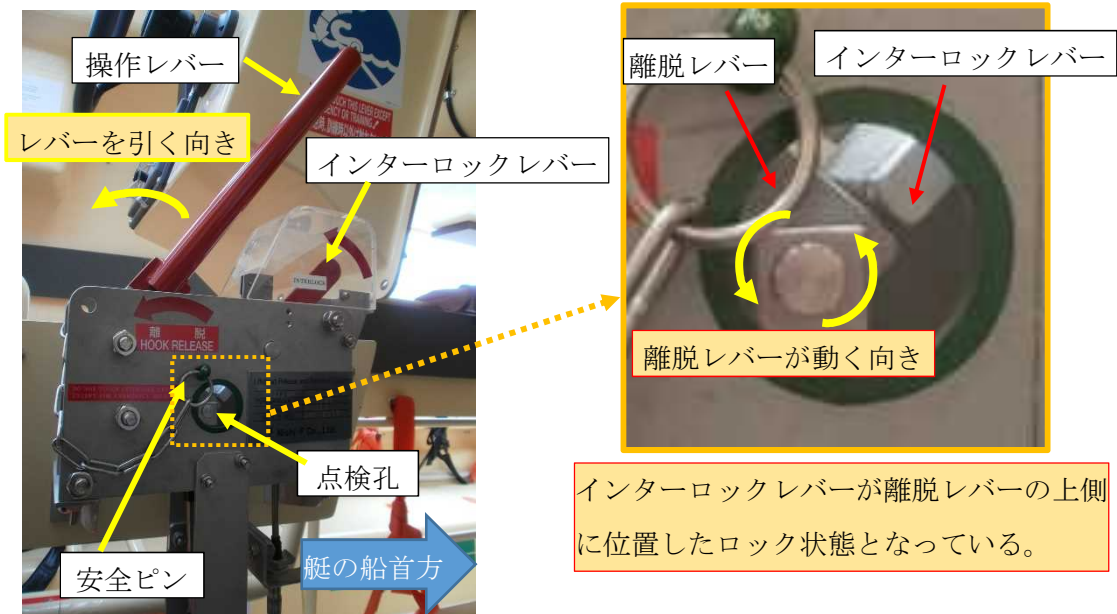 操作レバー
レバーを引く向き
インターロックレバー
TOUCH THIS LEVER EXCEPT
離脱
HOOK RELEASE
点検孔
安全ピン
艇の船首方
離脱レバー
インターロックレバー
離脱レバーが動く向き
インターロックレバーが離脱レバーの上側
に位置したロック状態となっている。